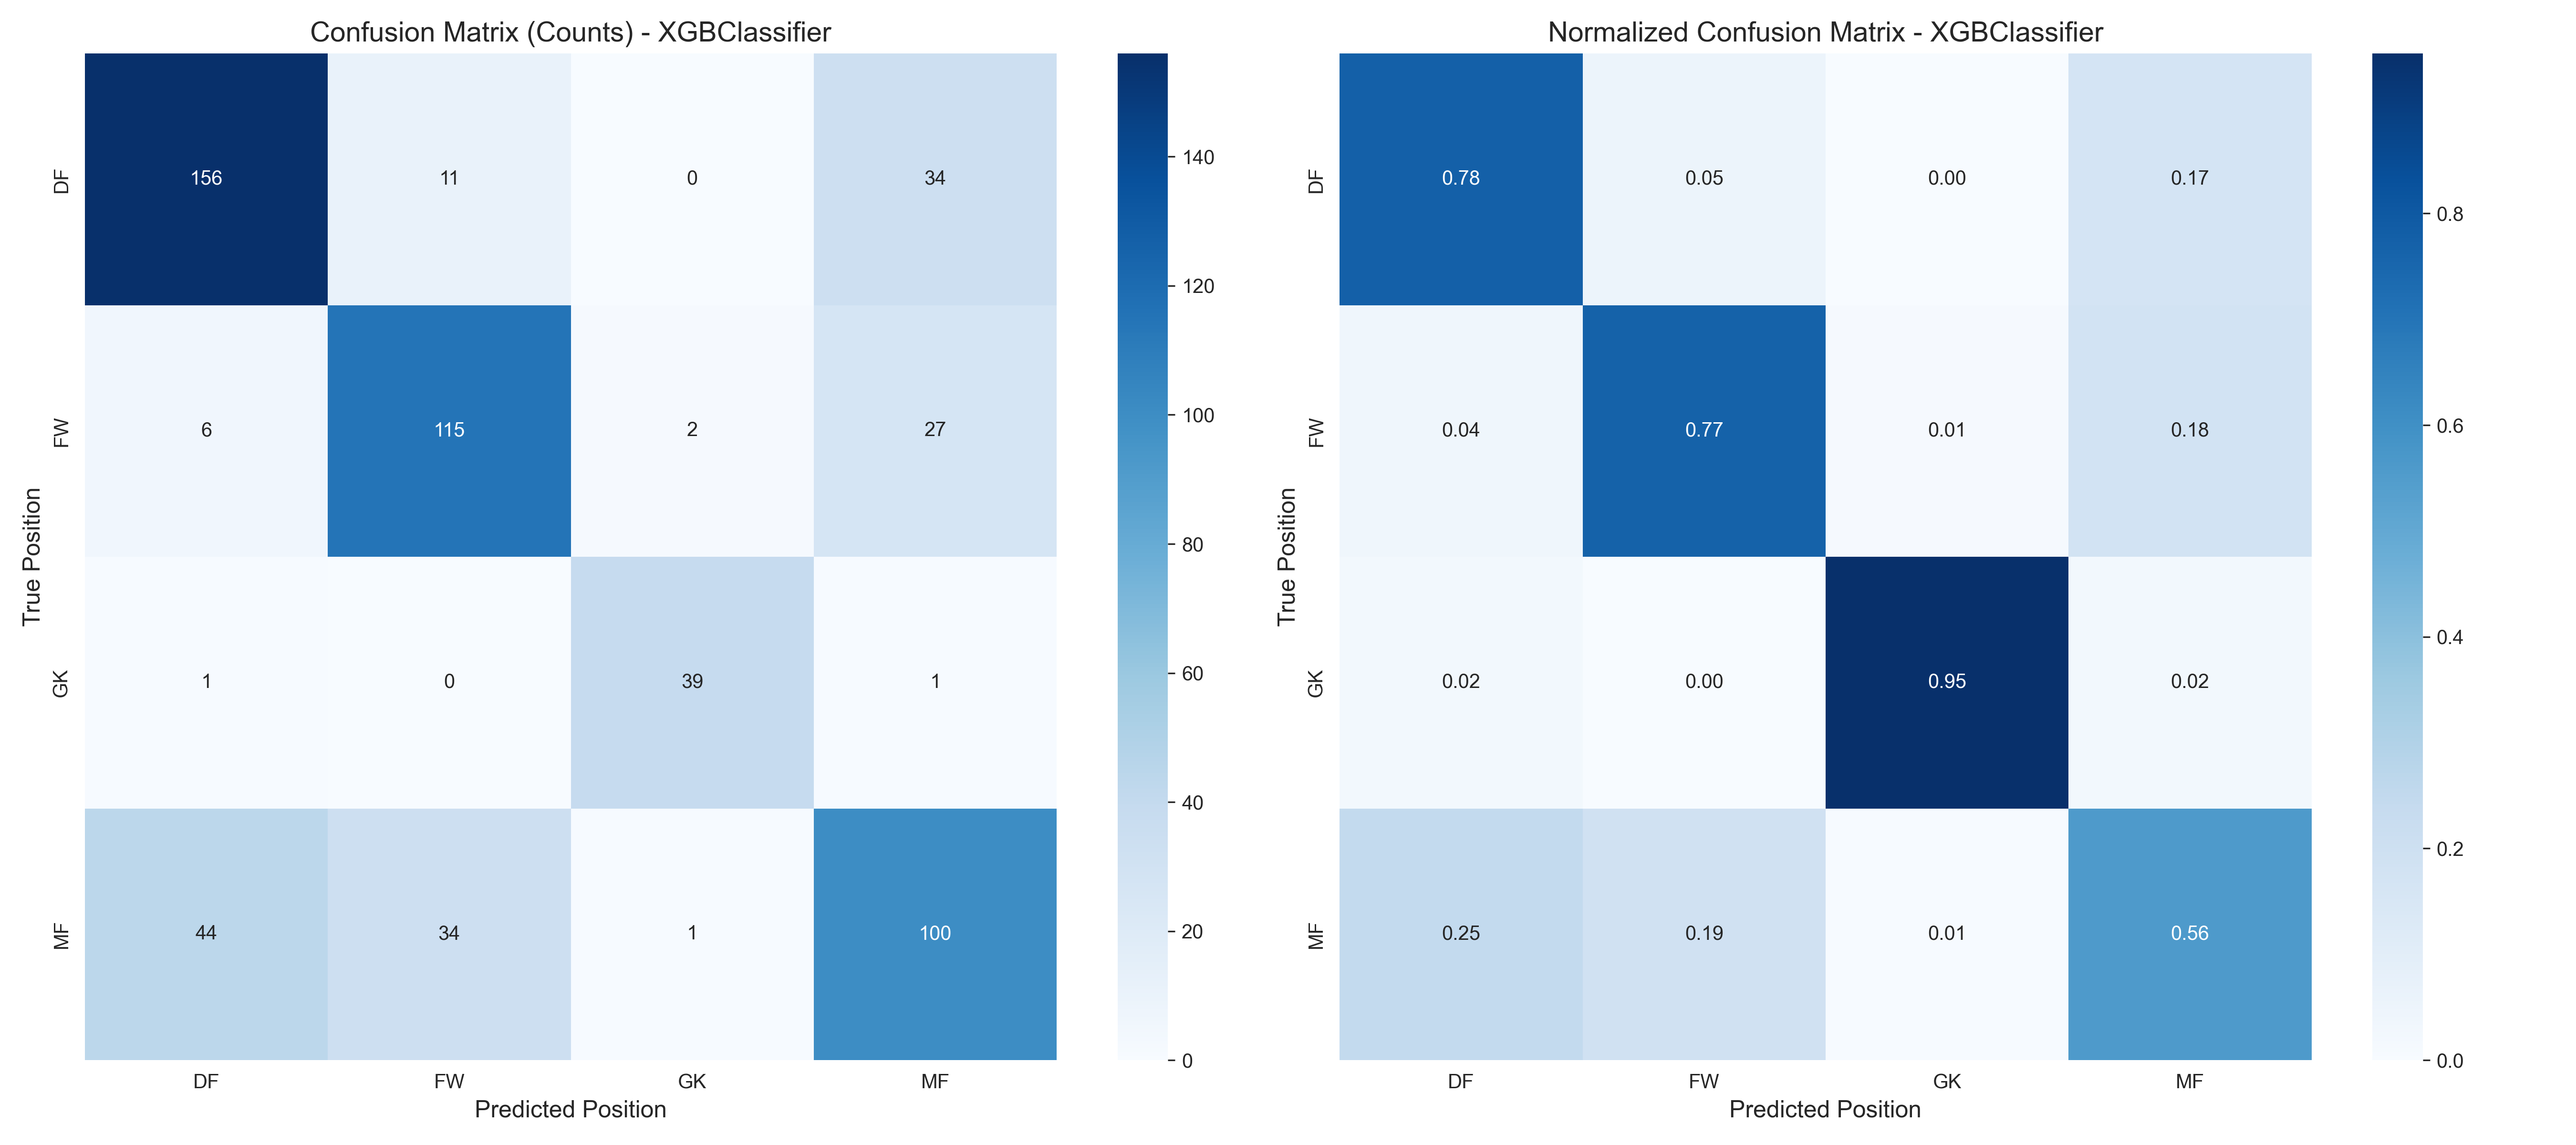 Confusion Matrix (Counts) - XGBClassifier
True Position
DF
FW
GK
MF
156 11 0 34
6 115 2 27
1 0 39 1
44 34 1 100
DF FW GK MF
Predicted Position
140
120
100
80
60
40
20
0
Normalized Confusion Matrix - XGBClassifier
True Position
DF
FW
GK
MF
0.78 0.05 0.00 0.17
0.04 0.77 0.01 0.18
0.02 0.00 0.95 0.02
0.25 0.19 0.01 0.56
DF FW GK MF
Predicted Position
0.8
0.6
0.4
0.2
0.0